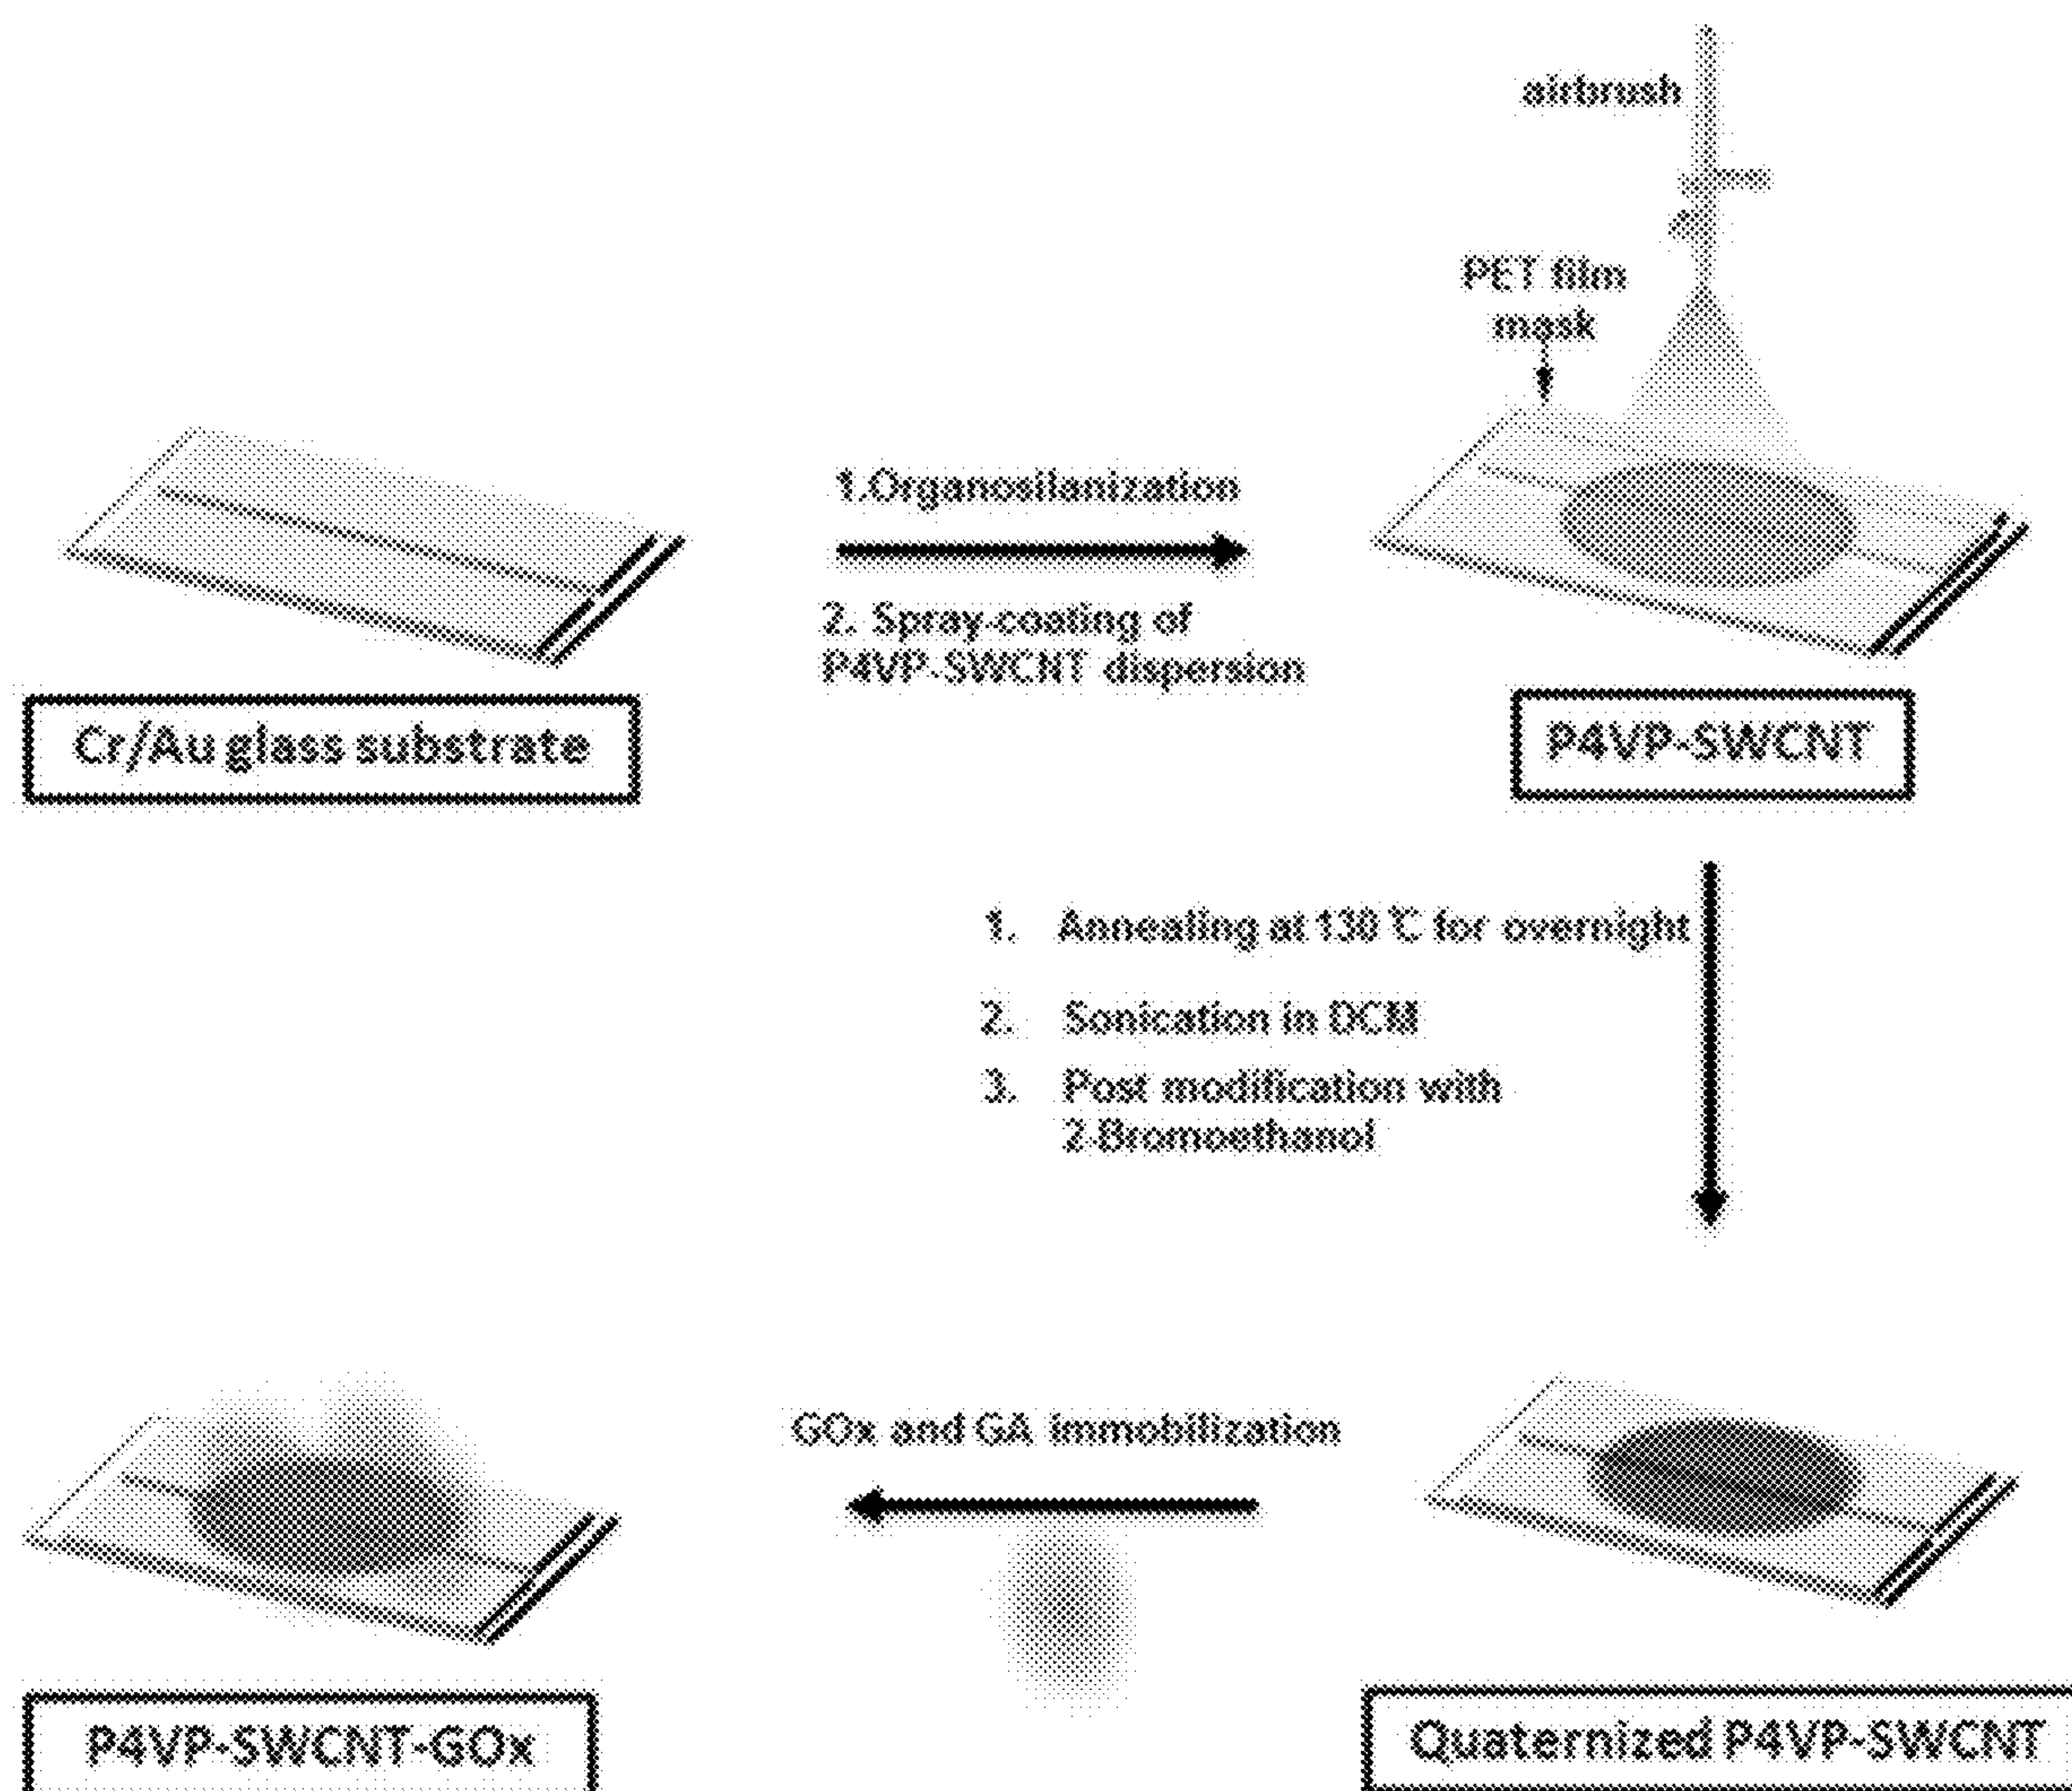 airbrush
PET film
mask
1.Organosilanization
2. Spray-coating of
P4VP-SWCNT dispersion
Cr/Au glass substrate
P4VP-SWCNT
1. Annealing at 130 ℃ for overnight
2. Sonication in DCM
3. Post modification with
2-Bromoethanol
GOx and GA immobilization
P4VP-SWCNT-GOx
Quaternized P4VP-SWCNT